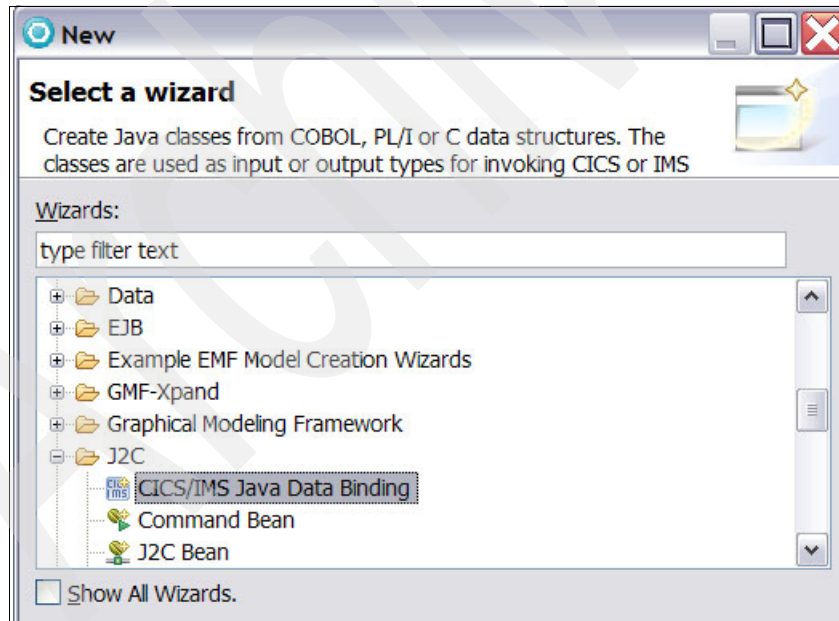 New
Select a wizard
Create Java classes from COBOL, PL/I or C data structures. The
classes are used as input or output types for invoking CICS or IMS
Wizards:
type filter text
Data
EJB
Example EMF Model Creation Wizards
GMF-Xpand
Graphical Modeling Framework
J2C
CICS/IMS Java Data Binding
Command Bean
J2C Bean
Show All Wizards.